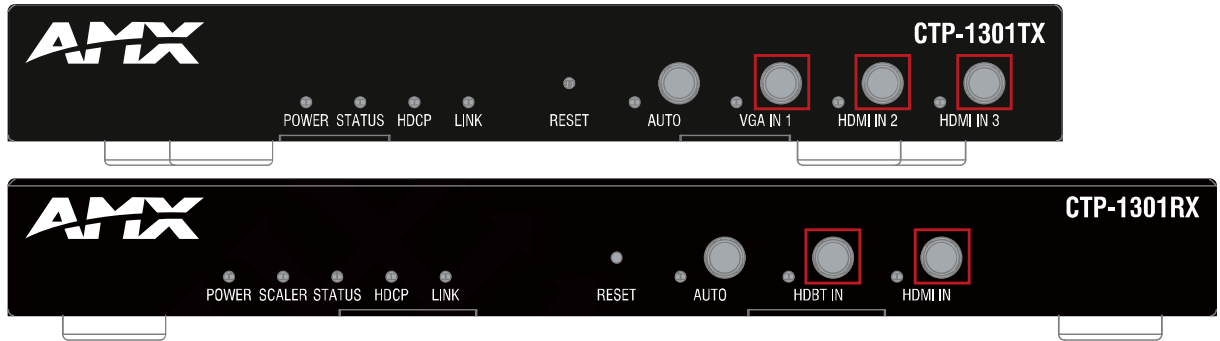 AMX
CTP-1301TX
POWER STATUS HDCP LINK RESET AUTO VGA IN 1 HDMI IN 2 HDMI IN 3
AMX
CTP-1301RX
POWER SCALER STATUS HDCP LINK RESET AUTO HDBT IN HDMI IN